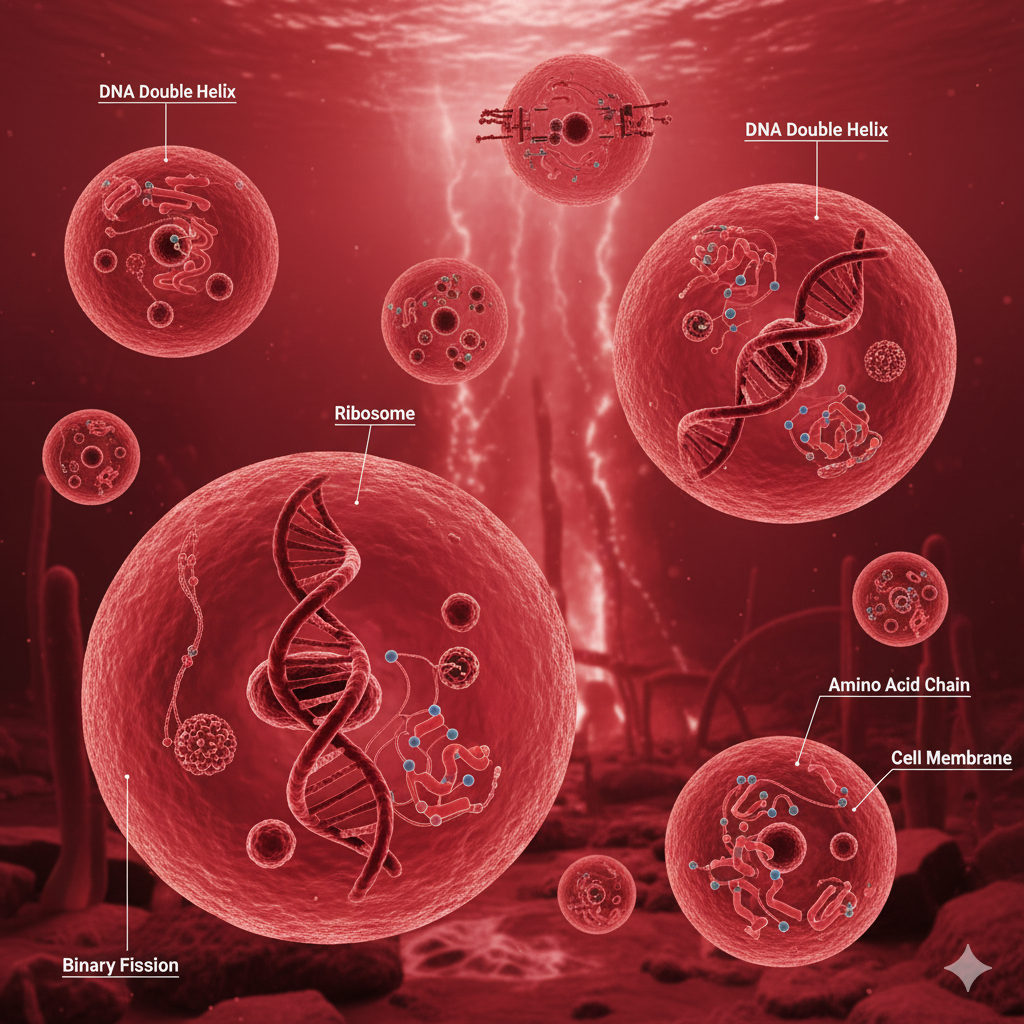 DNA Double Helix
DNA Double Helix
Ribosome
Amino Acid Chain
Cell Membrane
Binary Fission